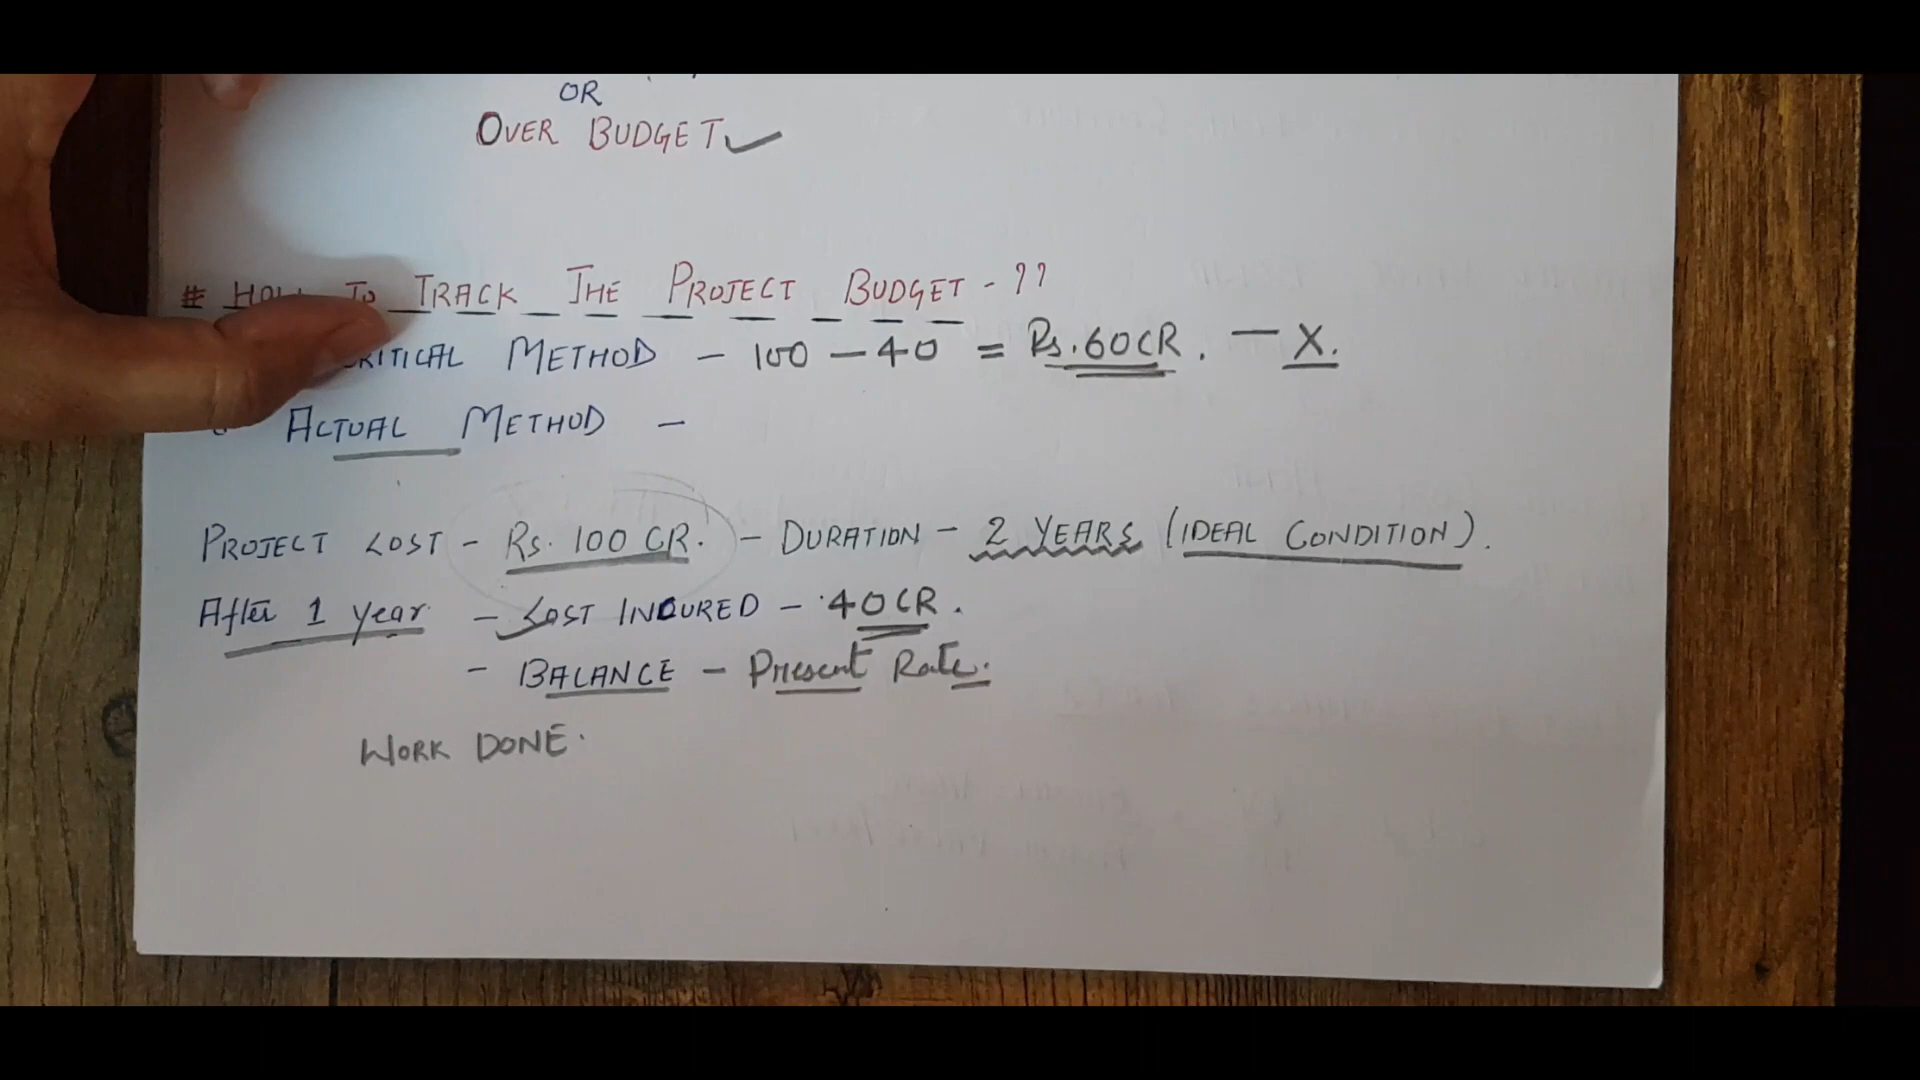 OR
OVER BUDGET
# HOW TO TRACK THE PROJECT BUDGET - ??
CRITICAL METHOD - 100 - 40 = Rs. 60CR. - X.
ACTUAL METHOD -
PROJECT COST - Rs. 100 CR. - DURATION - 2 YEARS (IDEAL CONDITION).
After 1 year - COST INCURED - 40CR.
- BALANCE - Present Rate.
WORK DONE.